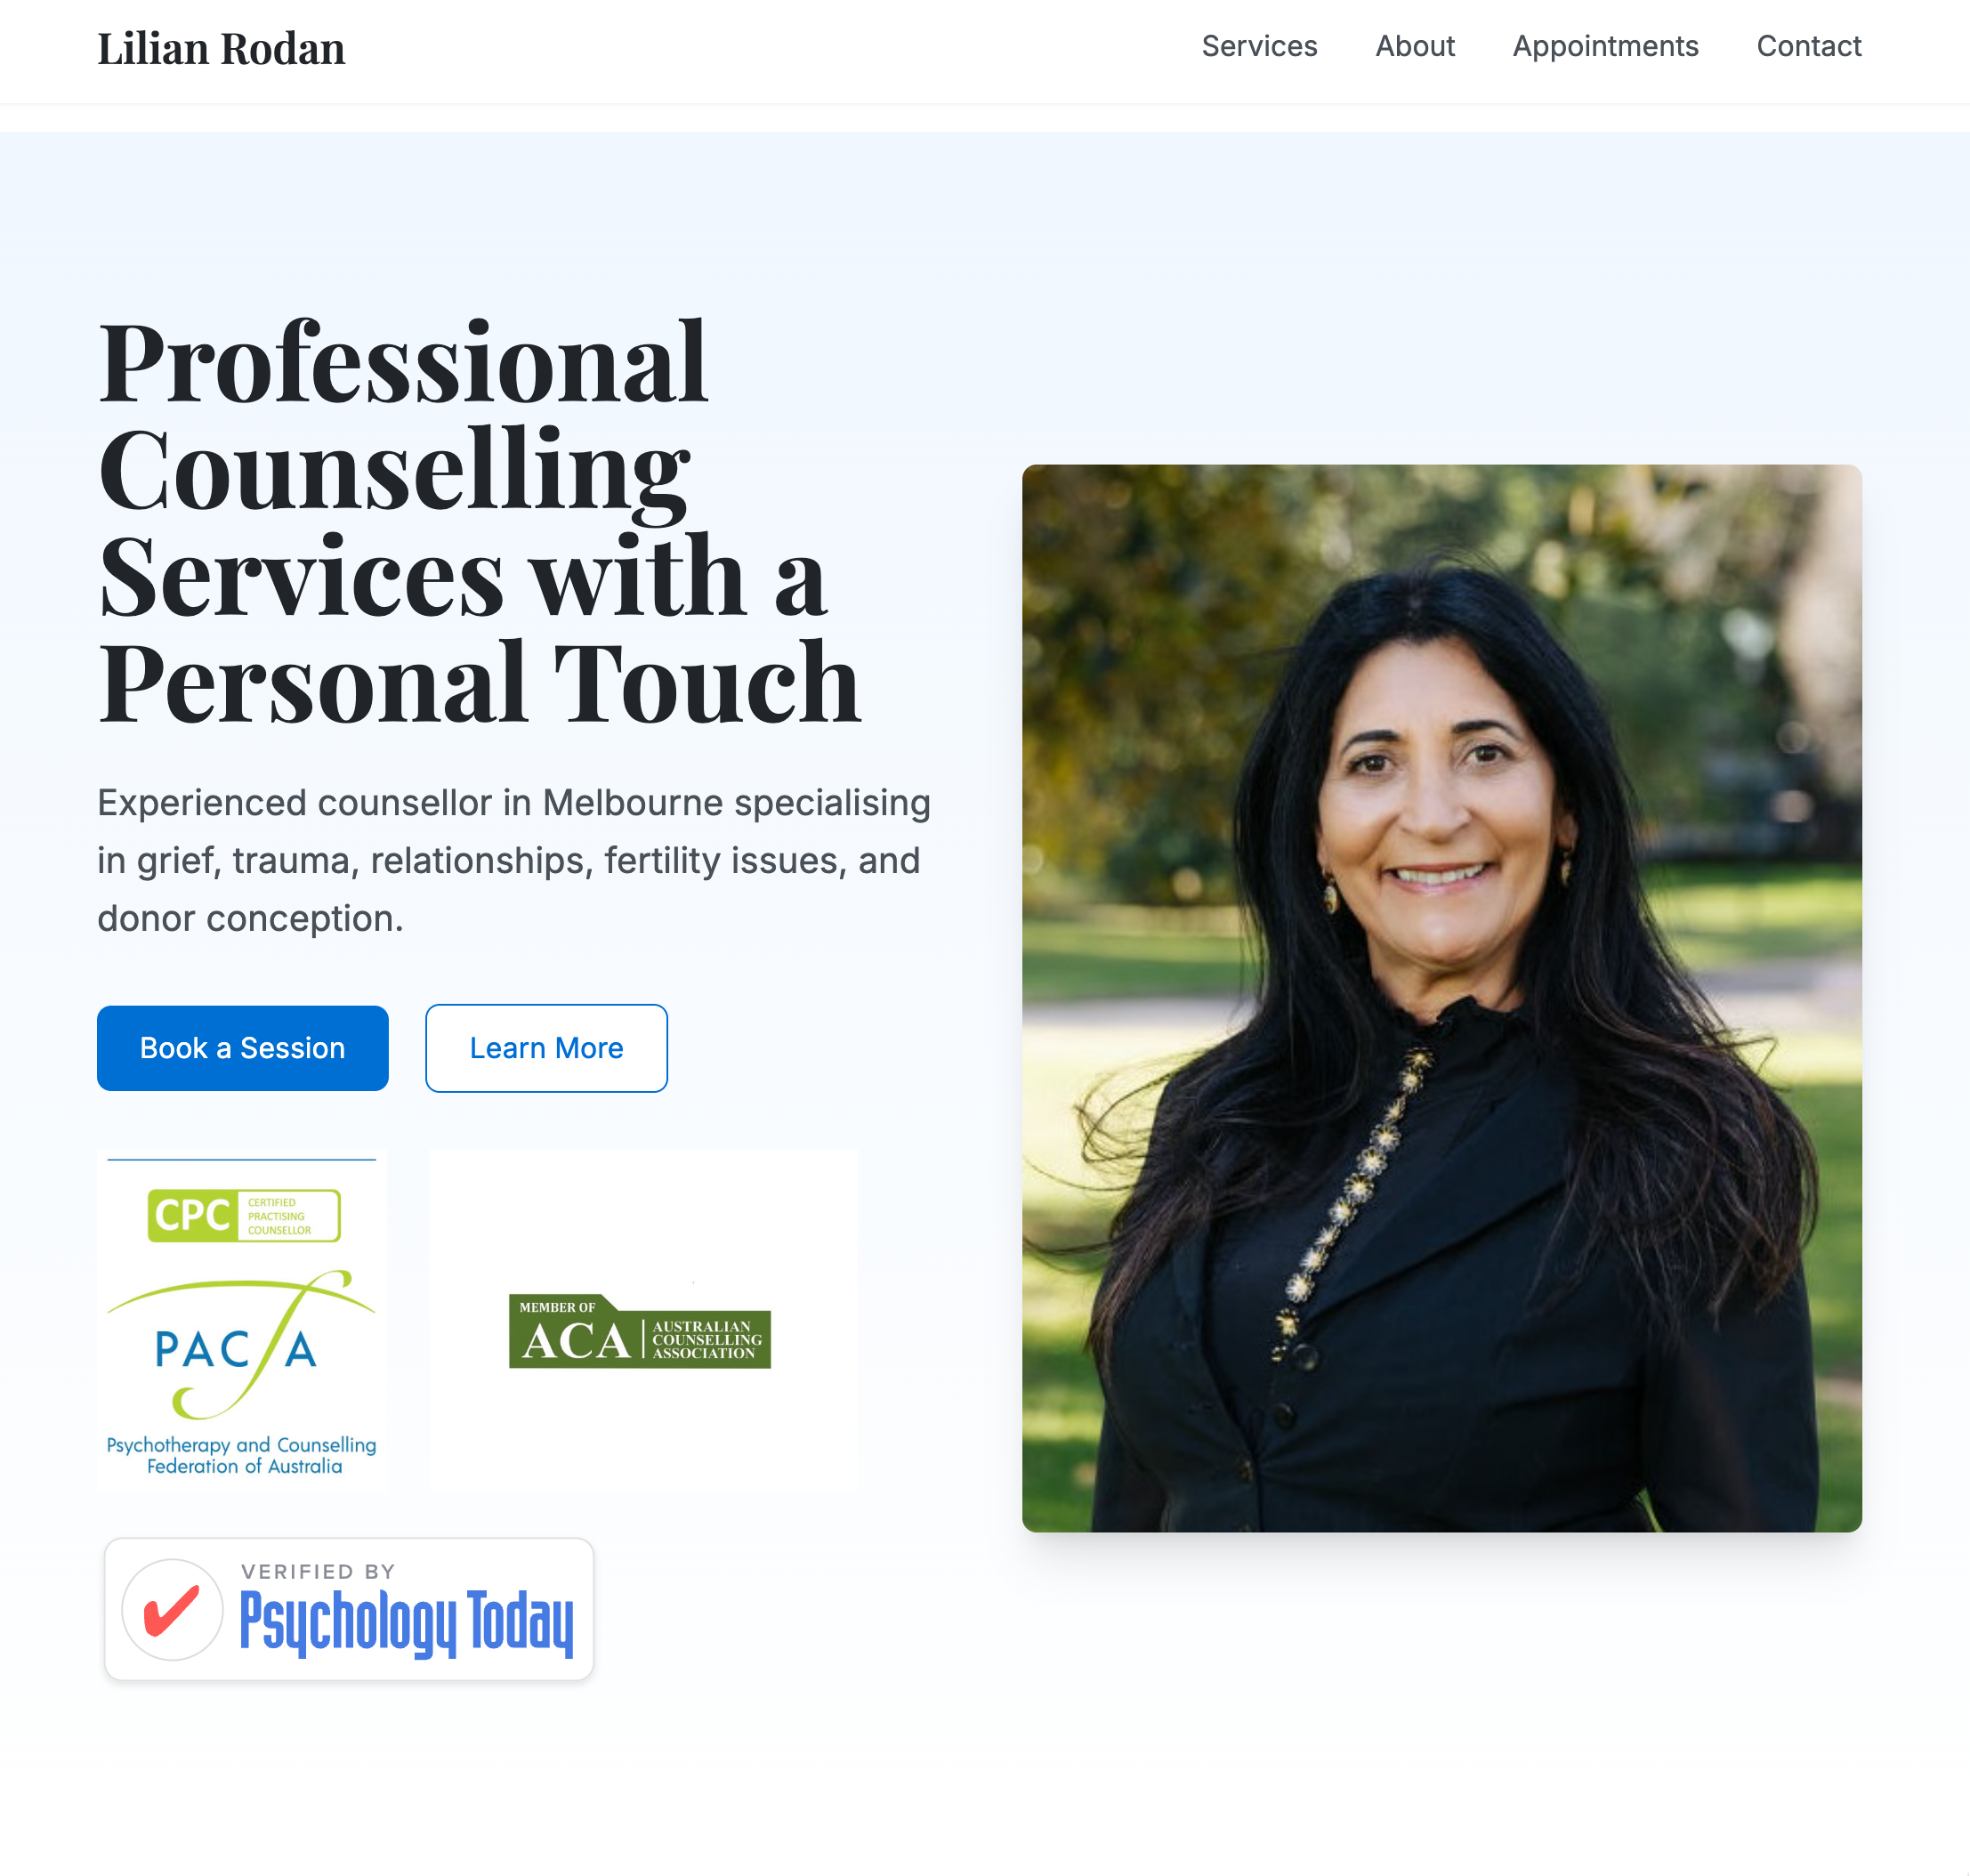 Lilian Rodan
Services About Appointments Contact
Professional
Counselling
Services with a
Personal Touch
Experienced counsellor in Melbourne specialising
in grief, trauma, relationships, fertility issues, and
donor conception.
Book a Session Learn More
CPC CERTIFIED
PRACTISING
COUNSELLOR
PACFA
Psychotherapy and Counselling
Federation of Australia
MEMBER OF
ACA AUSTRALIAN
COUNSELLING
ASSOCIATION
VERIFIED BY
Psychology Today